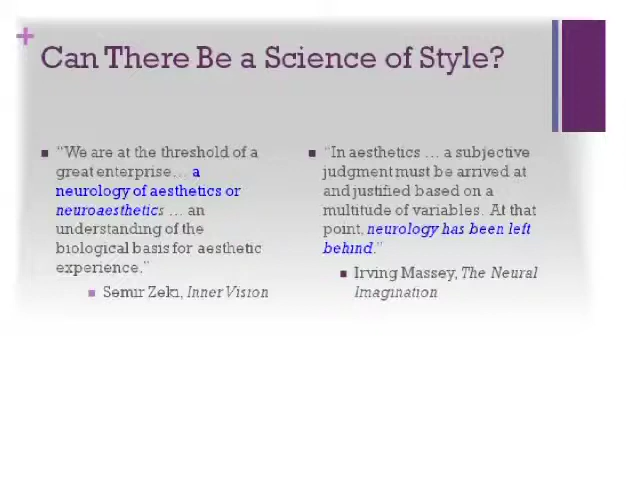 +
Can There Be a Science of Style?
■ “We are at the threshold of a
great enterprise… a
neurology of aesthetics or
neuroaesthetics … an
understanding of the
biological basis for aesthetic
experience.”
■ Semir Zeki, Inner Vision
■ “In aesthetics … a subjective
judgment must be arrived at
and justified based on a
multitude of variables. At that
point, neurology has been left
behind.”
■ Irving Massey, The Neural
Imagination